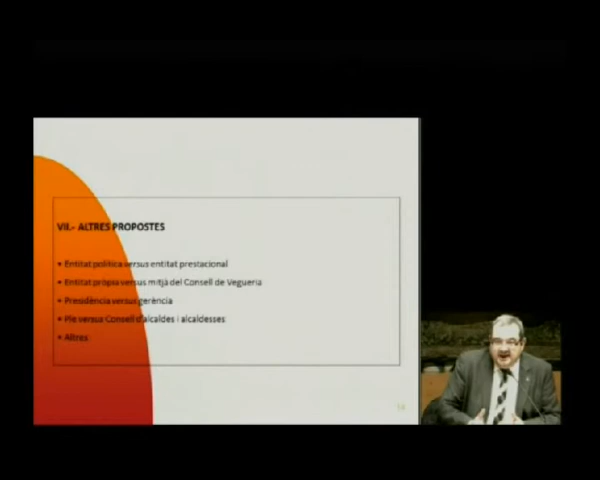 VII.- ALTRES PROPOSTES
• Entitat política versus entitat prestacional
• Entitat pròpia versus mitjà del Consell de Vegueria
• Presidència versus gerència
• Ple versus Consell d'alcaldes i alcaldesses
• Altres